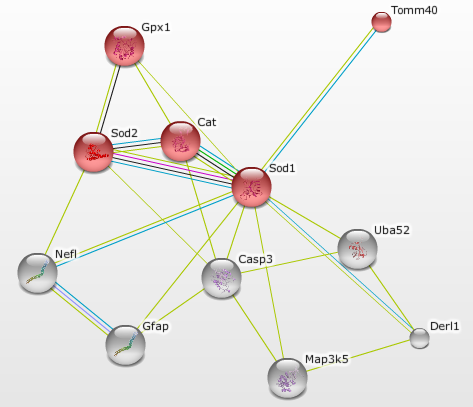 Tomm40
Gpx1
Cat
Sod2
Sod1
Uba52
Nefl
Casp3
Gfap
Derl1
Map3k5